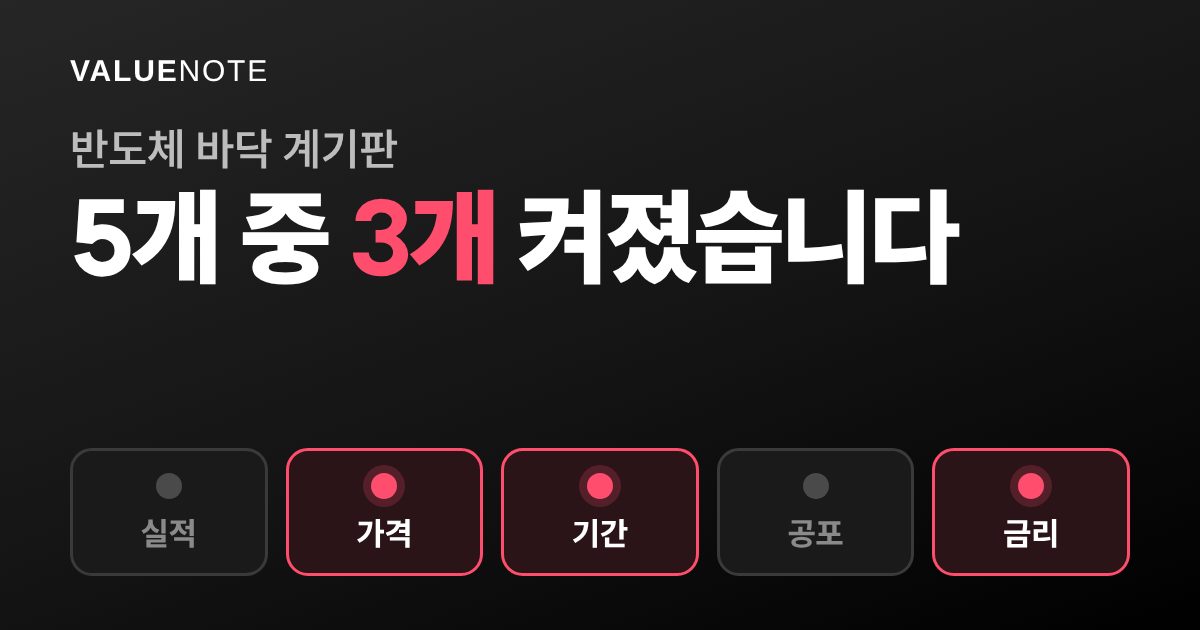 VALUENOTE
반도체 바닥 계기판
5개 중 3개 켜졌습니다
실적
가격
기간
공포
금리